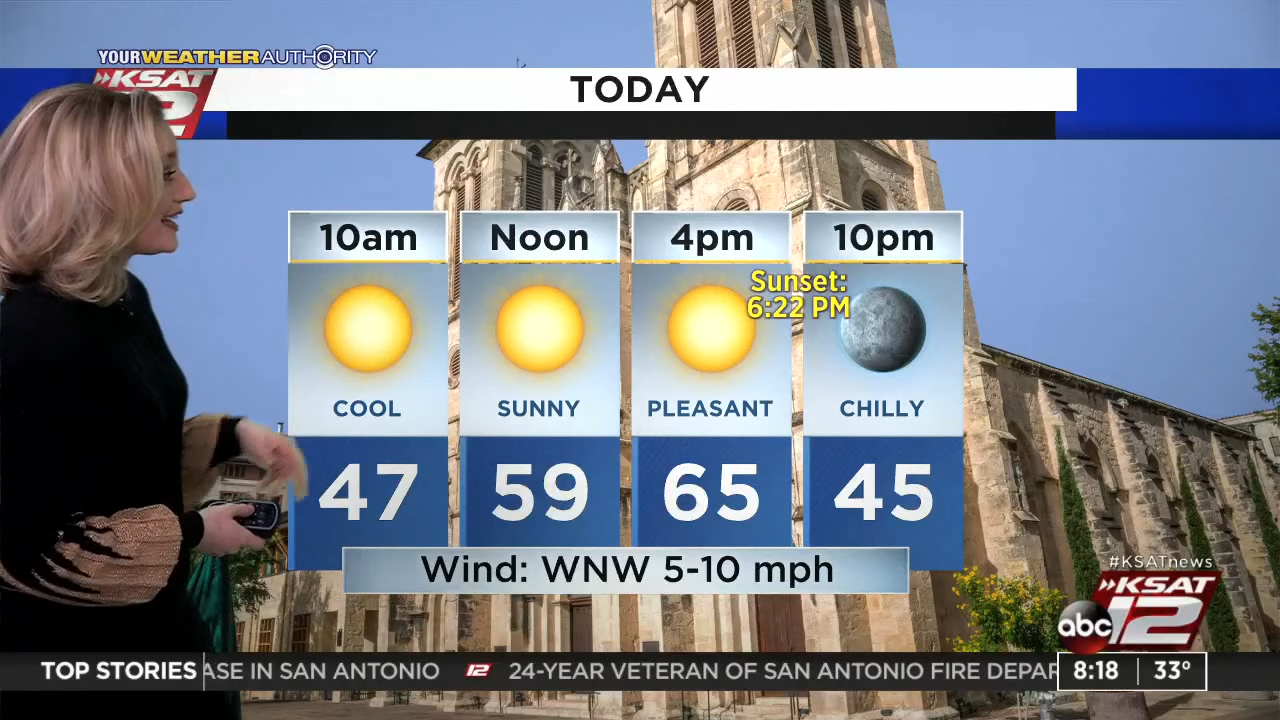 YOURWEATHERAUTHORITY
KSAT
12
TODAY
10am
Noon
4pm
10pm
Sunset:
6:22 PM
COOL
SUNNY
PLEASANT
CHILLY
47
59
65
45
Wind: WNW 5-10 mph
#KSATnews
KSAT
abc 12
TOP STORIES ASE IN SAN ANTONIO 12 24-YEAR VETERAN OF SAN ANTONIO FIRE DEPAR 8:18 33°